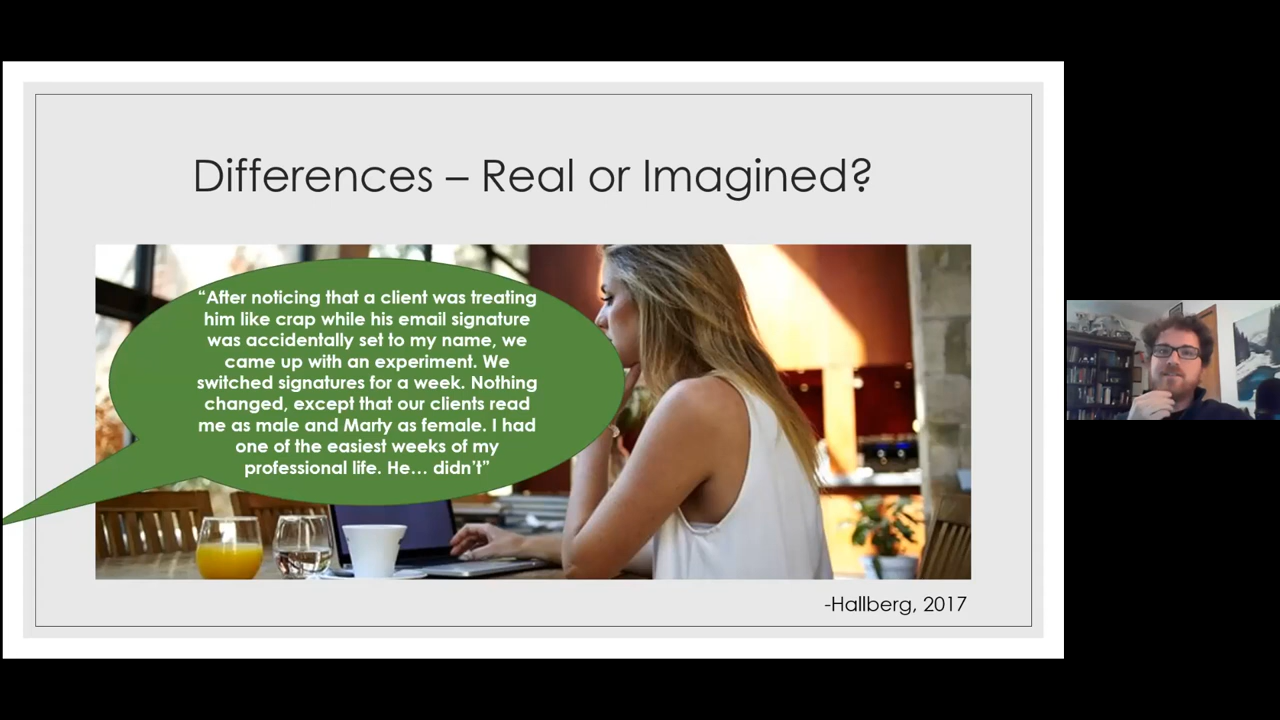 Differences – Real or Imagined?
“After noticing that a client was treating
him like crap while his email signature
was accidentally set to my name, we
came up with an experiment. We
switched signatures for a week. Nothing
changed, except that our clients read
me as male and Marty as female. I had
one of the easiest weeks of my
professional life. He… didn’t”
-Hallberg, 2017